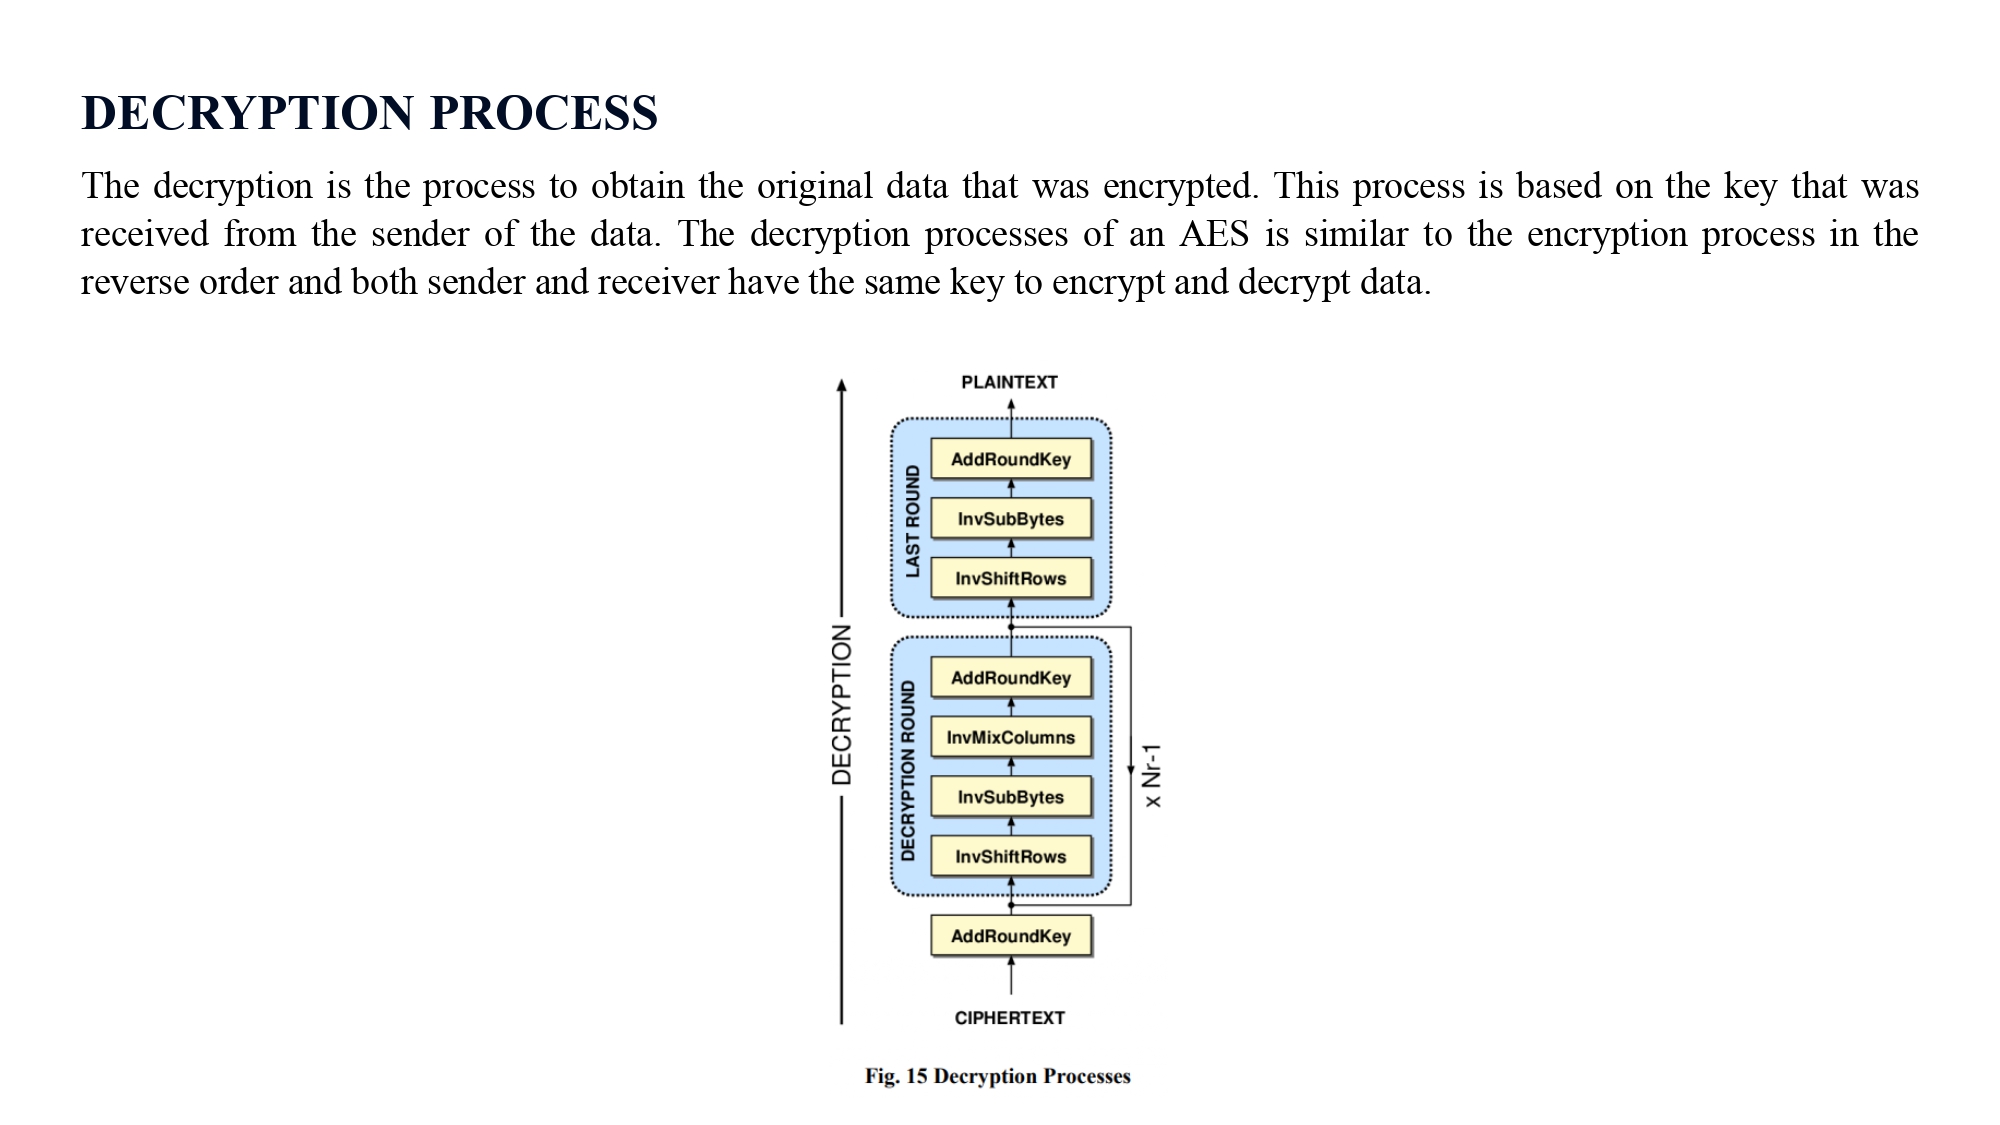 DECRYPTION PROCESS
The decryption is the process to obtain the original data that was encrypted. This process is based on the key that was
received from the sender of the data. The decryption processes of an AES is similar to the encryption process in the
reverse order and both sender and receiver have the same key to encrypt and decrypt data.
DECRYPTION
PLAINTEXT
LAST ROUND
AddRoundKey
InvSubBytes
InvShiftRows
DECRYPTION ROUND
AddRoundKey
InvMixColumns
InvSubBytes
InvShiftRows
x Nr-1
AddRoundKey
CIPHERTEXT
Fig. 15 Decryption Processes